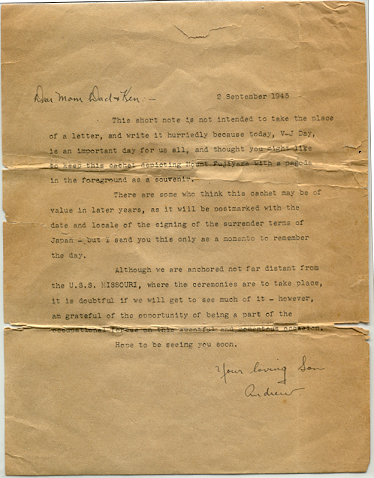 Dear Mom, Dad & Ken, -
2 September 1945
This short note is not intended to take the place
of a letter, and write it hurriedly because today, V-J Day,
is an important day for us all, and thought you might like
to keep this cachet depicting Mount Fujiyama with a pagoda
in the foreground as a souvenir.
There are some who think this cachet may be of
value in later years, as it will be postmarked with the
date and locale of the signing of the surrender terms of
Japan - but I send you this only as a momento to remember
the day.
Although we are anchored not far distant from
the U.S.S. MISSOURI, where the ceremonies are to take place,
it is doubtful if we will get to see much of it - however,
am grateful of the opportunity of being a part of the
occupational forces on this eventful and occasion.
Hope to be seeing you soon.
Your loving Son
Andrew